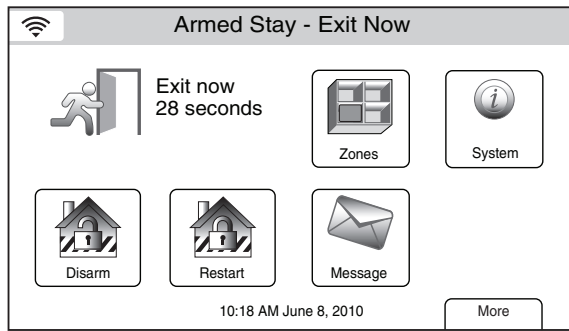 Armed Stay - Exit Now
Exit now
28 seconds
Zones
System
Disarm
Restart
Message
10:18 AM June 8, 2010
More